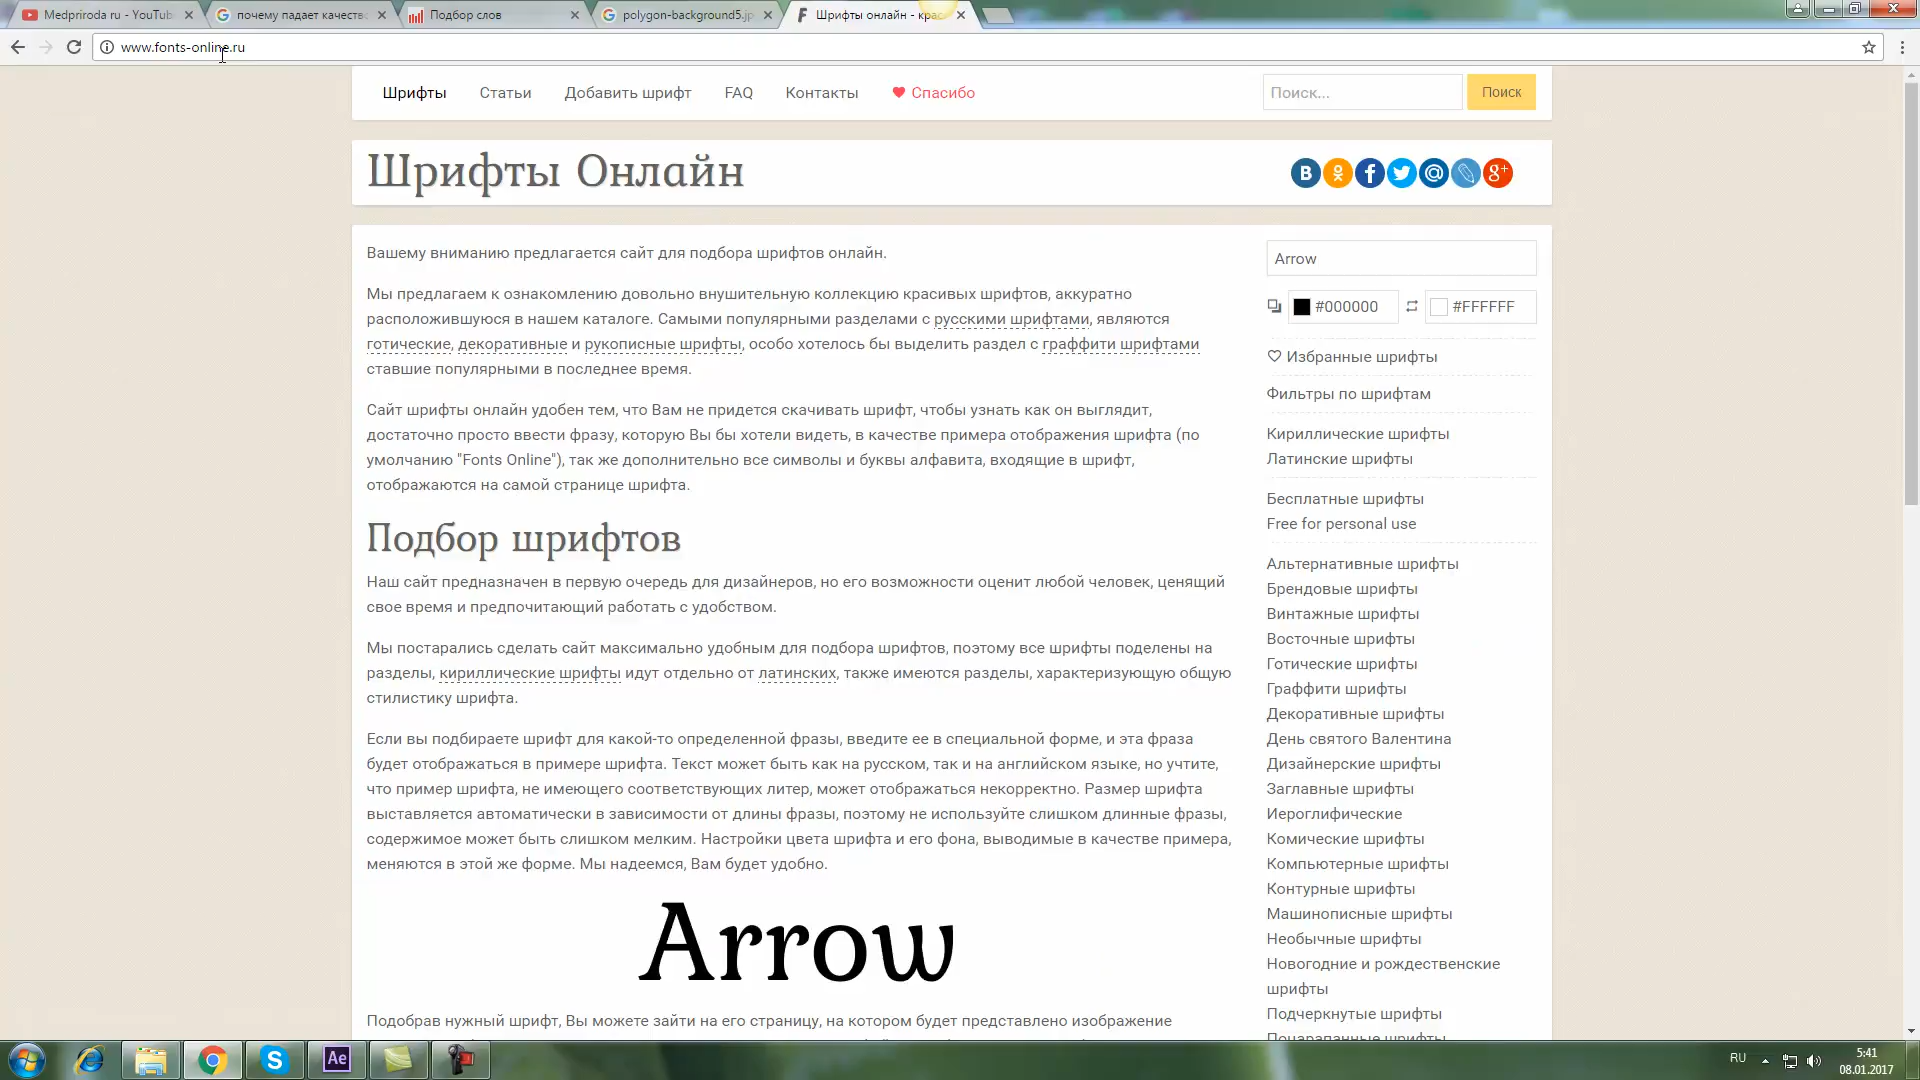 Medpriroda ru - YouTub
почему падает качеств
Подбор слов
polygon-background5.jp
Шрифты онлайн - крас
www.fonts-online.ru
Шрифты
Статьи
Добавить шрифт
FAQ
Контакты
Спасибо
Поиск...
Поиск
Шрифты Онлайн
Вашему вниманию предлагается сайт для подбора шрифтов онлайн.
Мы предлагаем к ознакомлению довольно внушительную коллекцию красивых шрифтов, аккуратно
расположившуюся в нашем каталоге. Самыми популярными разделами с русскими шрифтами, являются
готические, декоративные и рукописные шрифты, особо хотелось бы выделить раздел с граффити шрифтами
ставшие популярными в последнее время.
Сайт шрифты онлайн удобен тем, что Вам не придется скачивать шрифт, чтобы узнать как он выглядит,
достаточно просто ввести фразу, которую Вы бы хотели видеть, в качестве примера отображения шрифта (по
умолчанию "Fonts Online"), так же дополнительно все символы и буквы алфавита, входящие в шрифт,
отображаются на самой странице шрифта.
Подбор шрифтов
Наш сайт предназначен в первую очередь для дизайнеров, но его возможности оценит любой человек, ценящий
свое время и предпочитающий работать с удобством.
Мы постарались сделать сайт максимально удобным для подбора шрифтов, поэтому все шрифты поделены на
разделы, кириллические шрифты идут отдельно от латинских, также имеются разделы, характеризующую общую
стилистику шрифта.
Если вы подбираете шрифт для какой-то определенной фразы, введите ее в специальной форме, и эта фраза
будет отображаться в примере шрифта. Текст может быть как на русском, так и на английском языке, но учтите,
что пример шрифта, не имеющего соответствующих литер, может отображаться некорректно. Размер шрифта
выставляется автоматически в зависимости от длины фразы, поэтому не используйте слишком длинные фразы,
содержимое может быть слишком мелким. Настройки цвета шрифта и его фона, выводимые в качестве примера,
меняются в этой же форме. Мы надеемся, Вам будет удобно.
Arrow
Подобрав нужный шрифт, Вы можете зайти на его страницу, на котором будет представлено изображение
Arrow
#000000
#FFFFFF
Избранные шрифты
Фильтры по шрифтам
Кириллические шрифты
Латинские шрифты
Бесплатные шрифты
Free for personal use
Альтернативные шрифты
Брендовые шрифты
Винтажные шрифты
Восточные шрифты
Готические шрифты
Граффити шрифты
Декоративные шрифты
День святого Валентина
Дизайнерские шрифты
Заглавные шрифты
Иероглифические
Комические шрифты
Компьютерные шрифты
Контурные шрифты
Машинописные шрифты
Необычные шрифты
Новогодние и рождественские
шрифты
Подчеркнутые шрифты
Поцарапанные шрифты
Ae
RU
5:41
08.01.2017